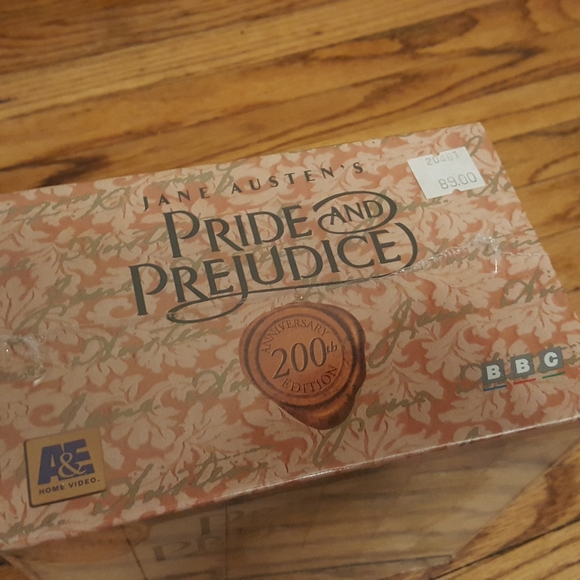 20481
89.00
JANE AUSTEN'S
PRIDE AND
PREJUDICE
ANNIVERSARY
200th
EDITION
BBC
A&E
HOME VIDEO